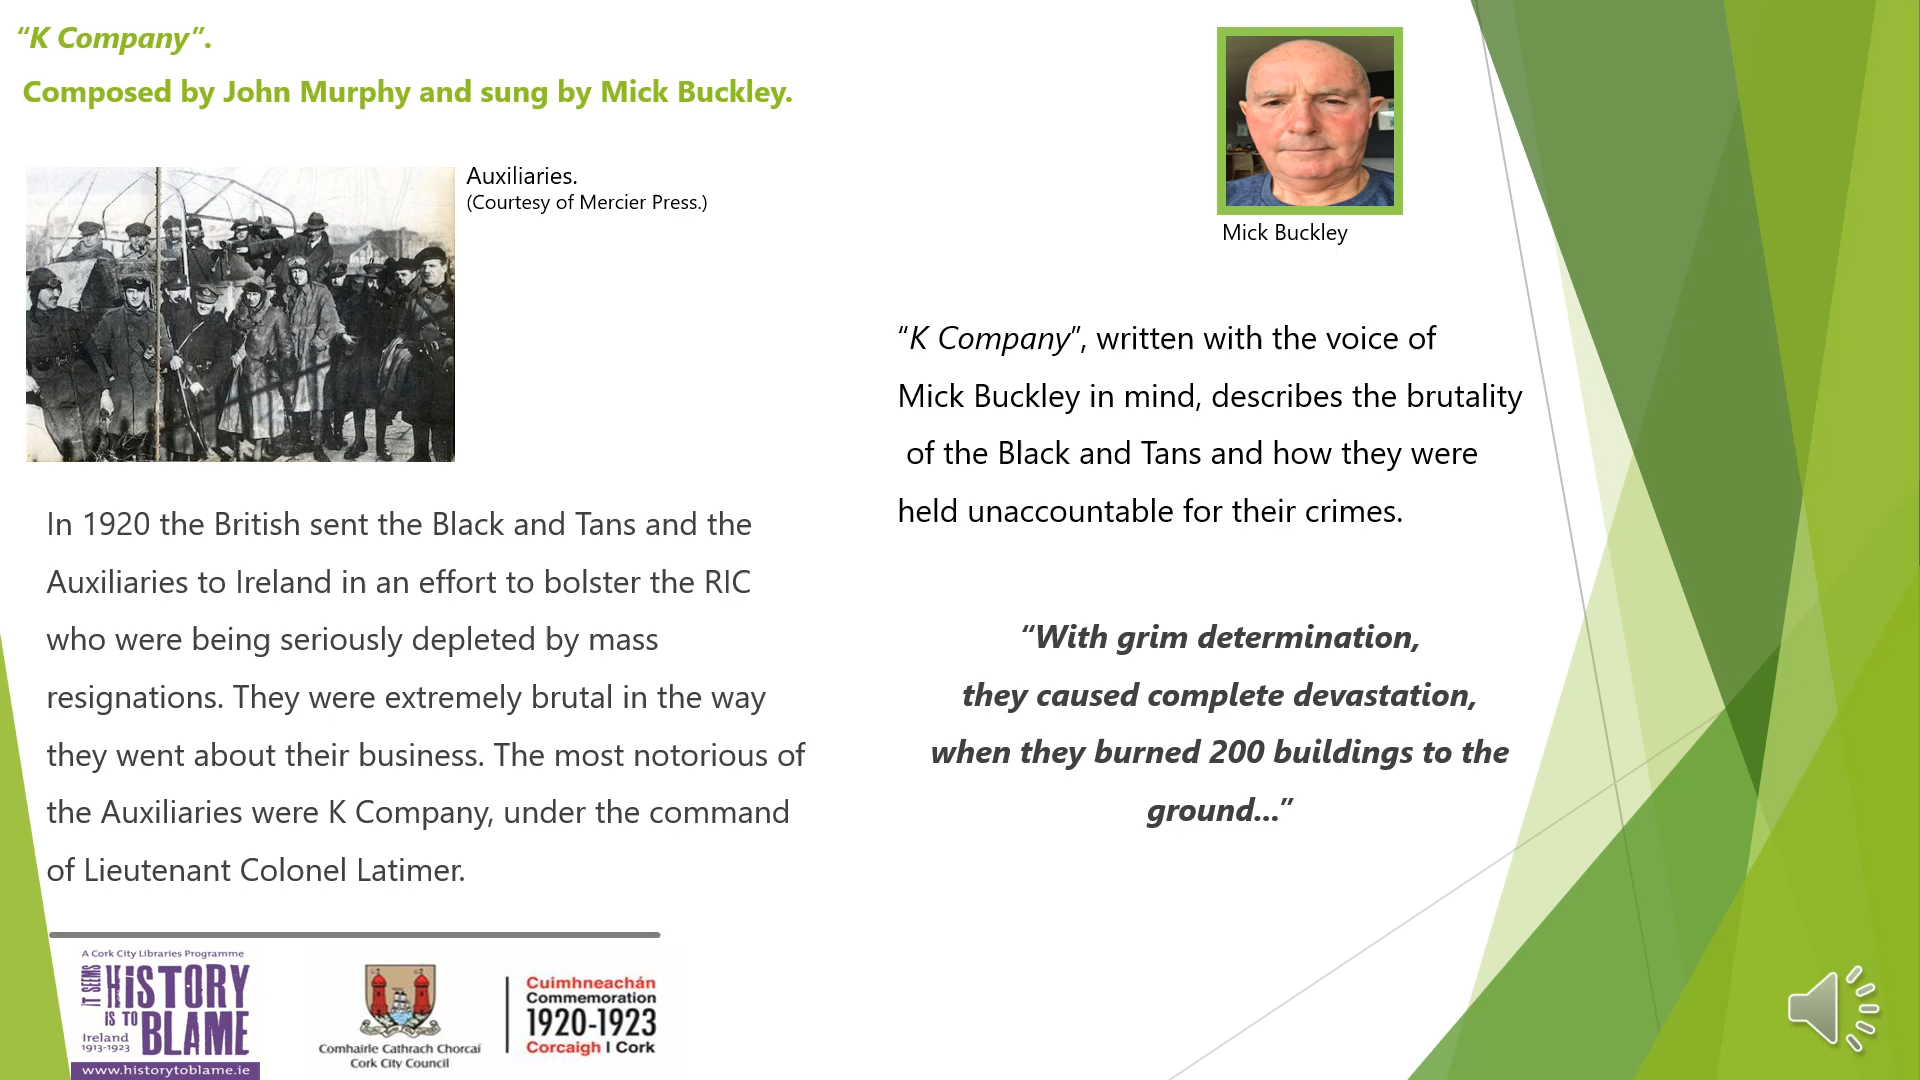 “K Company”.
Composed by John Murphy and sung by Mick Buckley.
Auxiliaries.
(Courtesy of Mercier Press.)
In 1920 the British sent the Black and Tans and the
Auxiliaries to Ireland in an effort to bolster the RIC
who were being seriously depleted by mass
resignations. They were extremely brutal in the way
they went about their business. The most notorious of
the Auxiliaries were K Company, under the command
of Lieutenant Colonel Latimer.
Mick Buckley
“K Company”, written with the voice of
Mick Buckley in mind, describes the brutality
of the Black and Tans and how they were
held unaccountable for their crimes.
“With grim determination,
they caused complete devastation,
when they burned 200 buildings to the
ground...”
A Cork City Libraries Programme
IT SEEMS
HiSTORY
IS TO
BLAME
Ireland
1913-1923
www.historytoblame.ie
Comhairle Cathrach Chorcaí
Cork City Council
Cuimhneachán
Commemoration
1920-1923
Corcaigh | Cork